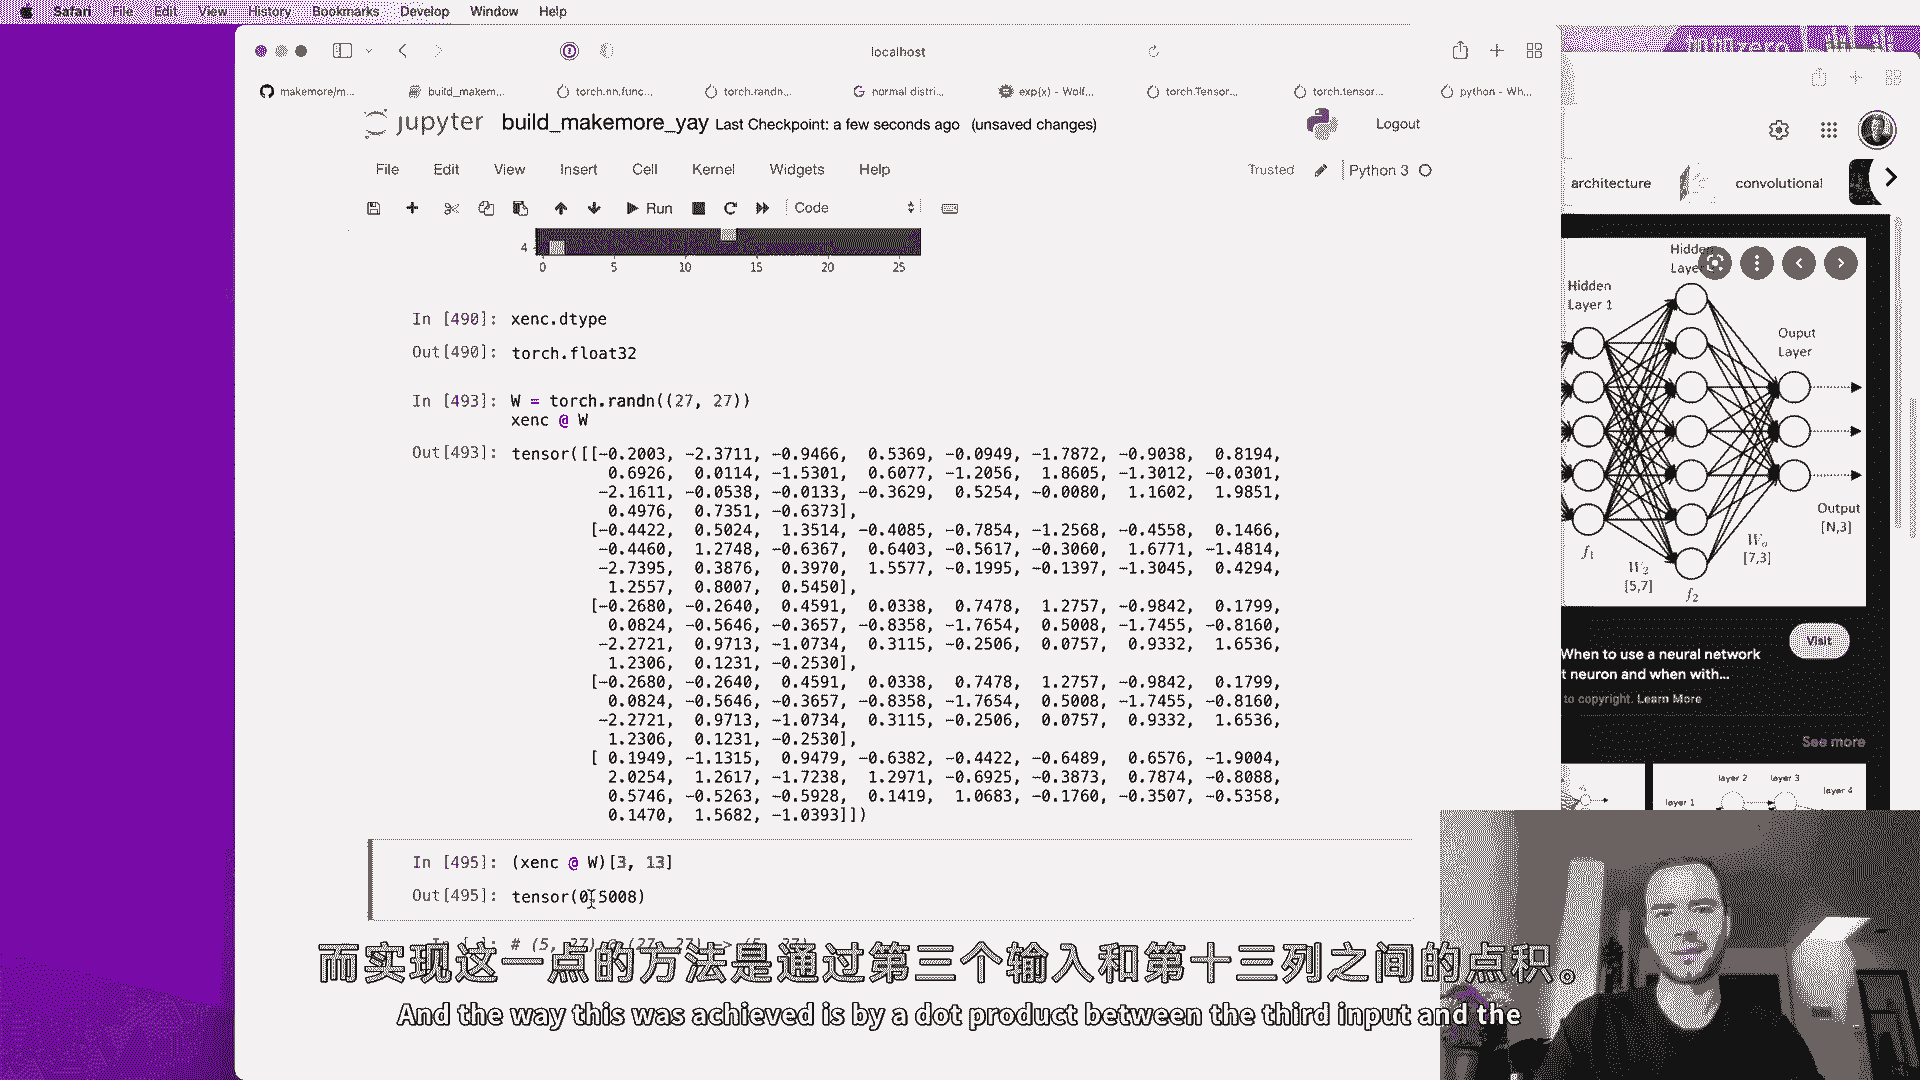 Safari File Edit View History Bookmarks Develop Window Help
localhost
makemore/m... build_makem... torch.nn.func... torch.randn... normal distri... exp(x) - Wolf... torch.Tensor... torch.tensor... python - Wh...
jupyter build_makemore_yay Last Checkpoint: a few seconds ago (unsaved changes) Logout
File Edit View Insert Cell Kernel Widgets Help Trusted Python 3
Run Code
4
0 5 10 15 20 25
In [490]: xenc.dtype
Out[490]: torch.float32
In [493]: W = torch.randn((27, 27))
xenc @ W
Out[493]: tensor([[-0.2003, -2.3711, -0.9466, 0.5369, -0.0949, -1.7872, -0.9038, 0.8194,
0.6926, 0.0114, -1.5301, 0.6077, -1.2056, 1.8605, -1.3012, -0.0301,
-2.1611, -0.0538, -0.0133, -0.3629, 0.5254, -0.0080, 1.1602, 1.9851,
0.4976, 0.7351, -0.6373],
[-0.4422, 0.5024, 1.3514, -0.4085, -0.7854, -1.2568, -0.4558, 0.1466,
-0.4460, 1.2748, -0.6367, 0.6403, -0.5617, -0.3060, 1.6771, -1.4814,
-2.7395, 0.3876, 0.3970, 1.5577, -0.1995, -0.1397, -1.3045, 0.4294,
1.2557, 0.8007, 0.5450],
[-0.2680, -0.2640, 0.4591, 0.0338, 0.7478, 1.2757, -0.9842, 0.1799,
0.0824, -0.5646, -0.3657, -0.8358, -1.7654, 0.5008, -1.7455, -0.8160,
-2.2721, 0.9713, -1.0734, 0.3115, -0.2506, 0.0757, 0.9332, 1.6536,
1.2306, 0.1231, -0.2530],
[-0.2680, -0.2640, 0.4591, 0.0338, 0.7478, 1.2757, -0.9842, 0.1799,
0.0824, -0.5646, -0.3657, -0.8358, -1.7654, 0.5008, -1.7455, -0.8160,
-2.2721, 0.9713, -1.0734, 0.3115, -0.2506, 0.0757, 0.9332, 1.6536,
1.2306, 0.1231, -0.2530],
[ 0.1949, -1.1315, 0.9479, -0.6382, -0.4422, -0.6489, 0.6576, -1.9004,
2.0254, 1.2617, -1.7238, 1.2971, -0.6925, -0.3873, 0.7874, -0.8088,
0.5746, -0.5263, -0.5928, 0.1419, 1.0683, -0.1760, -0.3507, -0.5358,
0.1470, 1.5682, -1.0393]])
In [495]: (xenc @ W)[3, 13]
Out[495]: tensor(0.5008)
In [ ]: # (5, 27) @ (27, 27) -> (5, 27)
而实现这一点的方法是通过第三个输入和第十三列之间的点积。
And the way this was achieved is by a dot product between the third input and the
architecture convolutional
Hidden
Layer
Hidden
Layer 1
Ouput
Layer
Output
[N,3]
f1
W2
[5,7]
f2
[7,3]
Visit
When to use a neural network
t neuron and when with...
to copyright. Learn More
See more
layer 2 layer 3
layer 4
layer 1